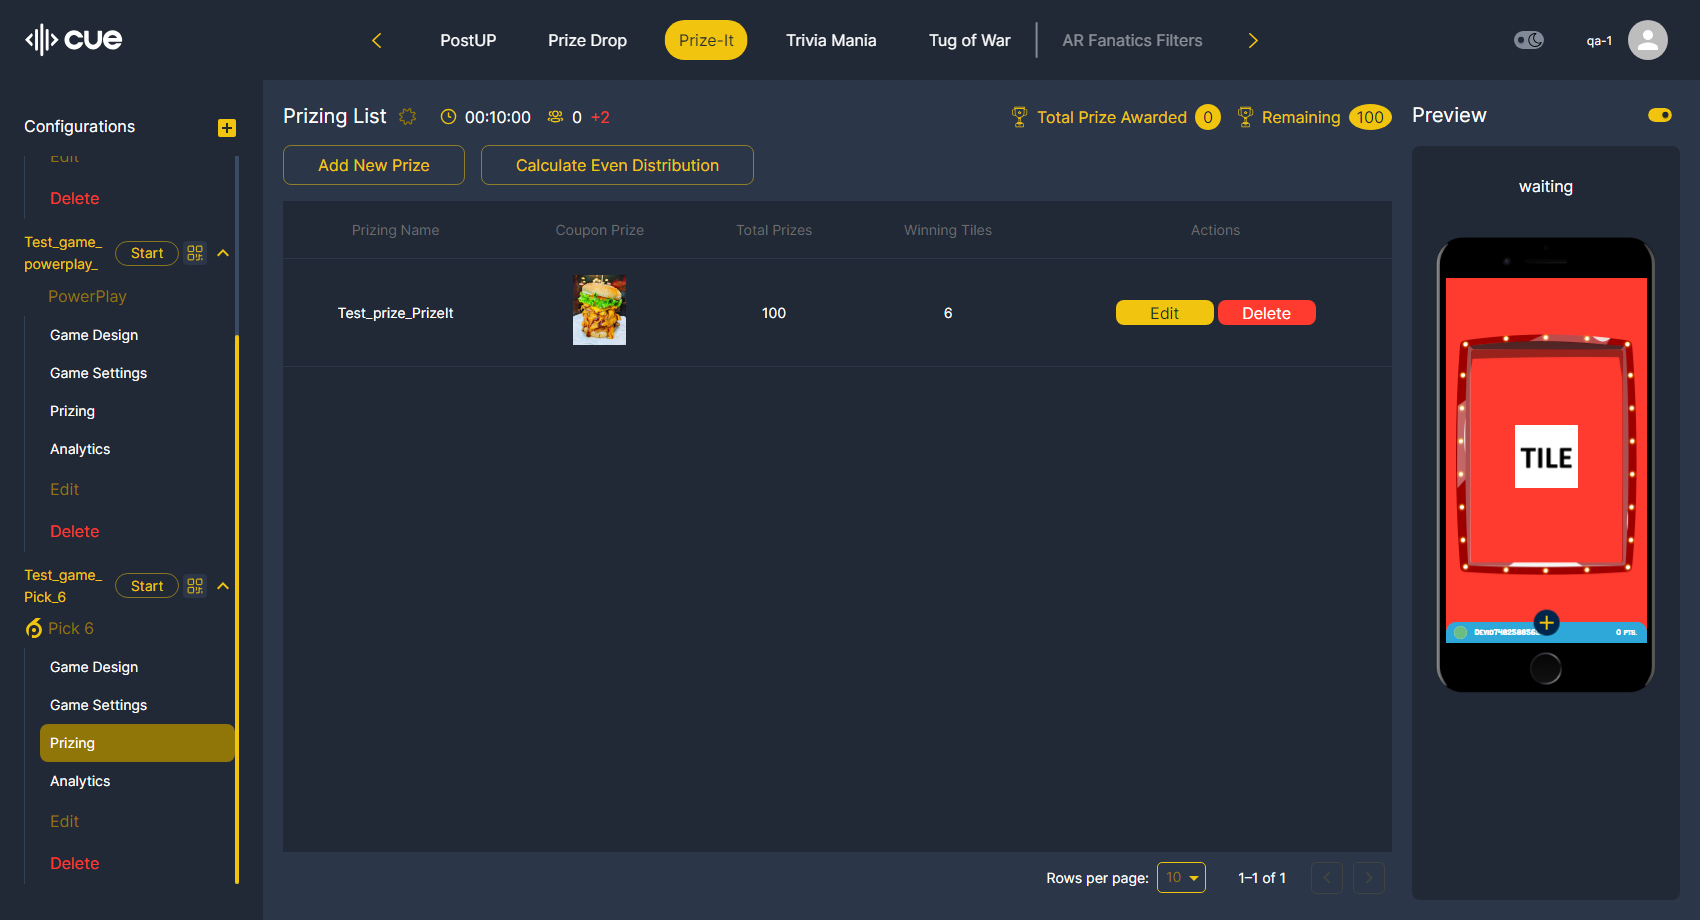 cue
PostUP
Prize Drop
Prize-It
Trivia Mania
Tug of War
AR Fanatics Filters
qa-1
Configurations
Edit
Delete
Test_game_
powerplay_
Start
PowerPlay
Game Design
Game Settings
Prizing
Analytics
Edit
Delete
Test_game_
Pick_6
Start
Pick 6
Game Design
Game Settings
Prizing
Analytics
Edit
Delete
Prizing List
00:10:00
0 +2
Total Prize Awarded 0
Remaining 100
Add New Prize
Calculate Even Distribution
Prizing Name
Coupon Prize
Total Prizes
Winning Tiles
Actions
Test_prize_PrizeIt
100
6
Edit
Delete
Rows per page: 10
1–1 of 1
Preview
waiting
TILE
0 PTS.